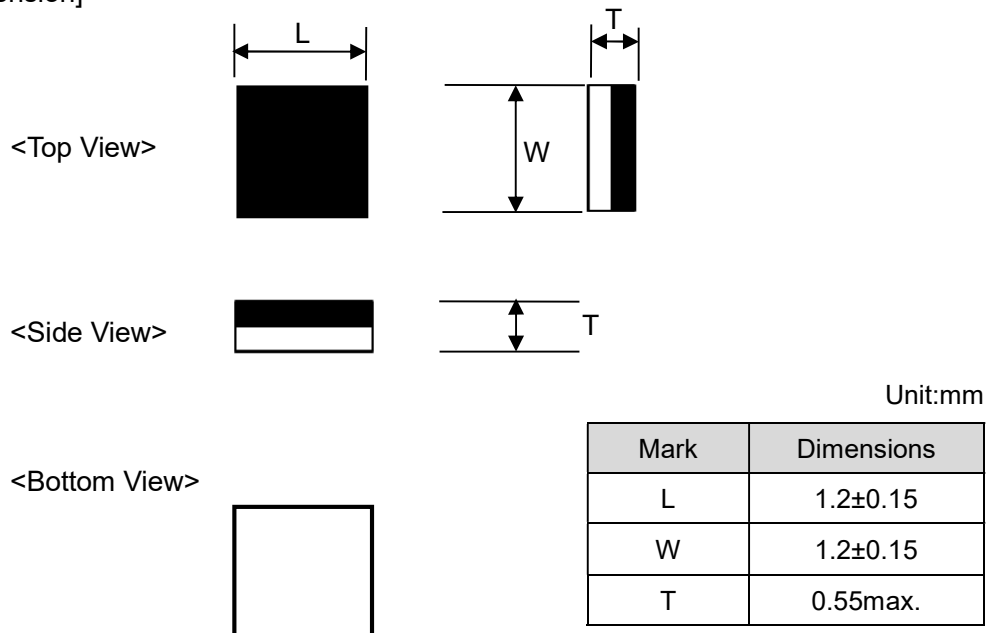 L
T
<Top View>
W
<Side View>
T
Unit:mm
<Bottom View>
Mark Dimensions
L 1.2±0.15
W 1.2±0.15
T 0.55max.